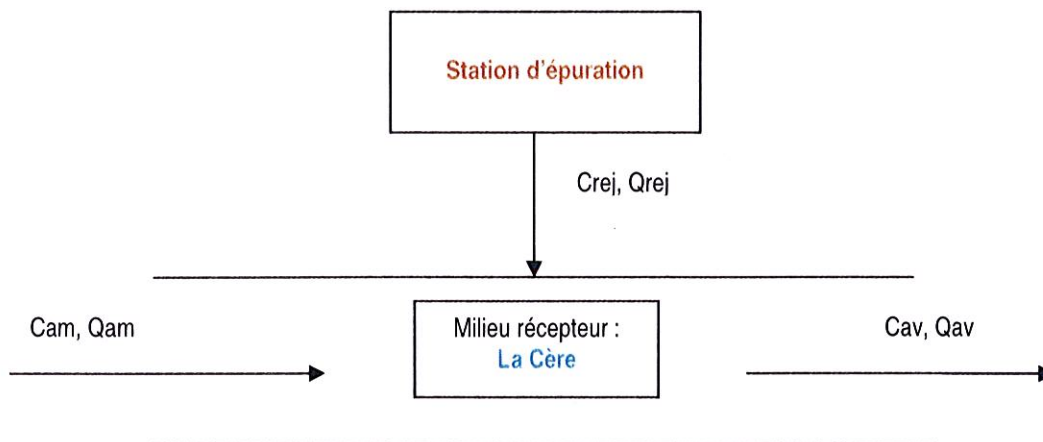 Station d'épuration
Crej, Qrej
Cam, Qam
Milieu récepteur :
La Cère
Cav, Qav